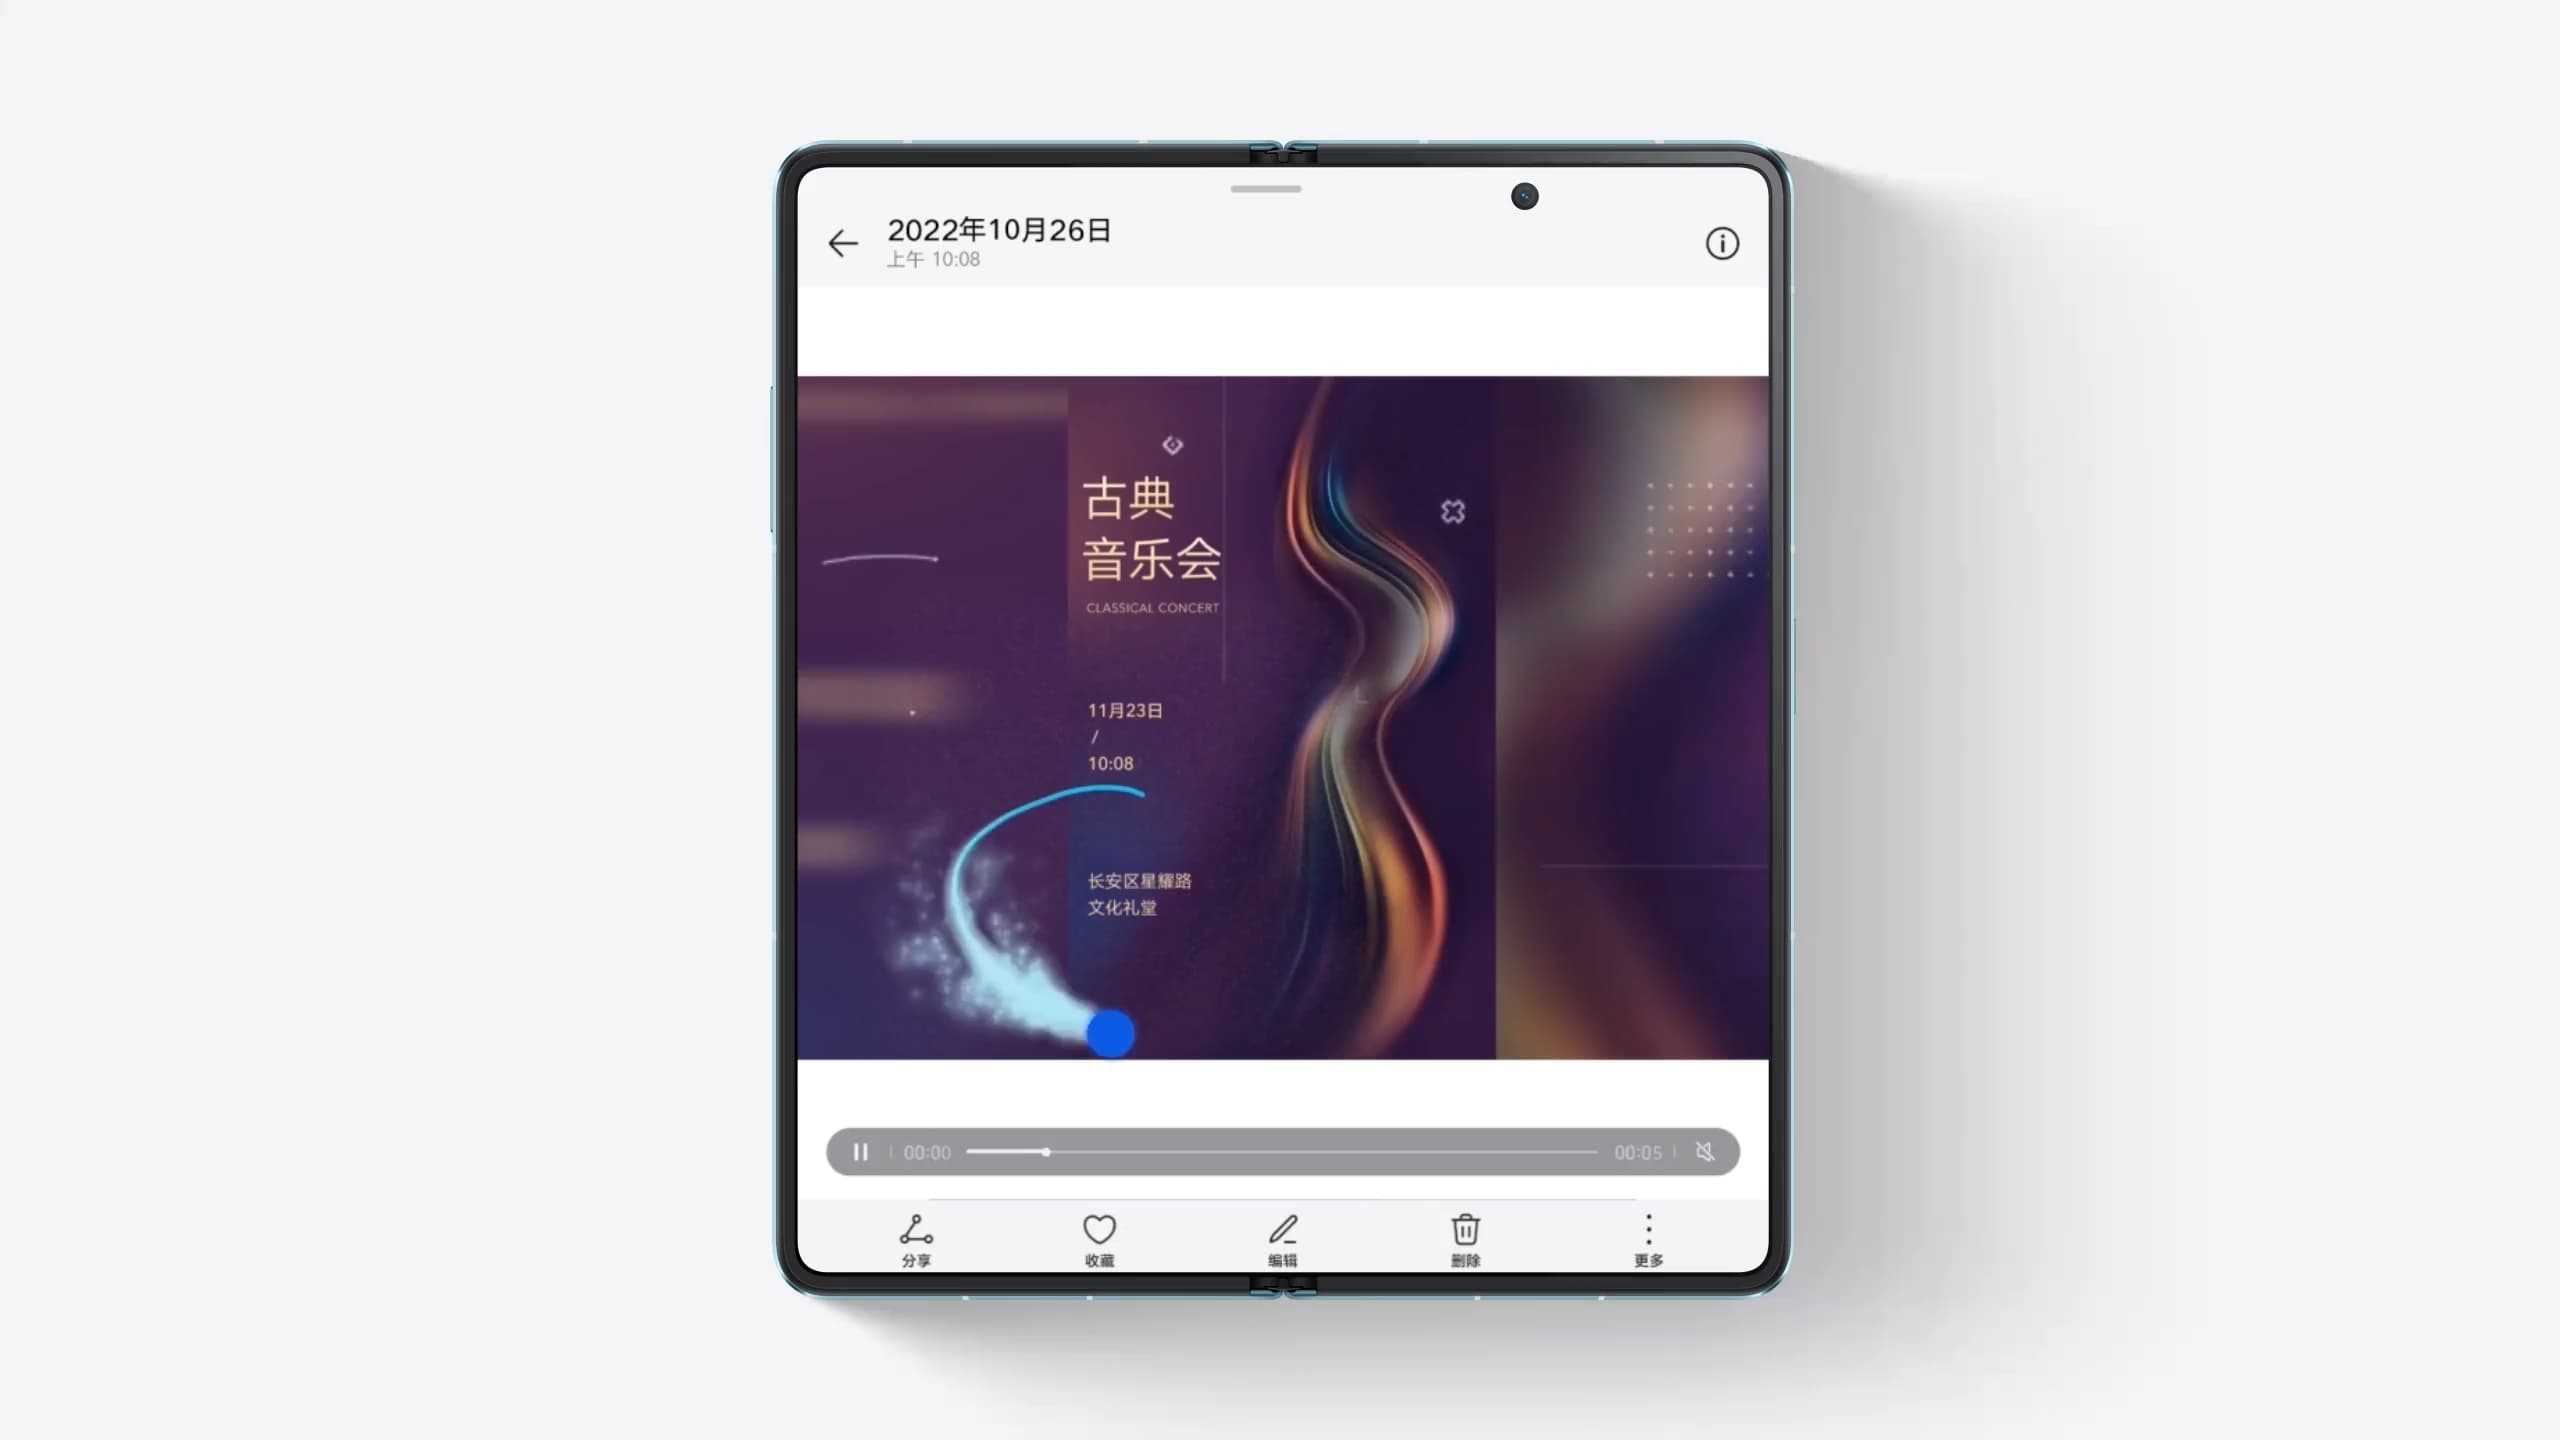 2022年10月26日
上午 10:08
古典
音乐会
CLASSICAL CONCERT
11月23日
/
10:08
长安区星耀路
文化礼堂
00:00
00:05
分享
收藏
编辑
删除
更多